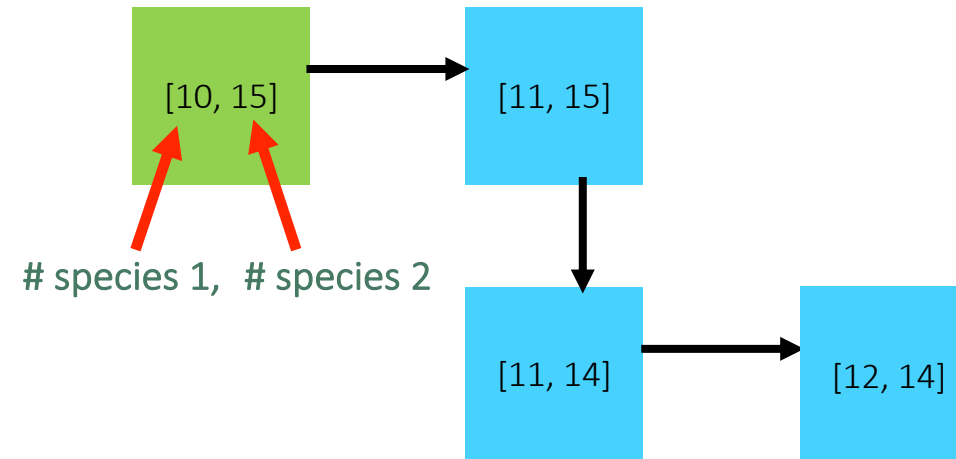 [10, 15]
[11, 15]
# species 1, # species 2
[11, 14]
[12, 14]